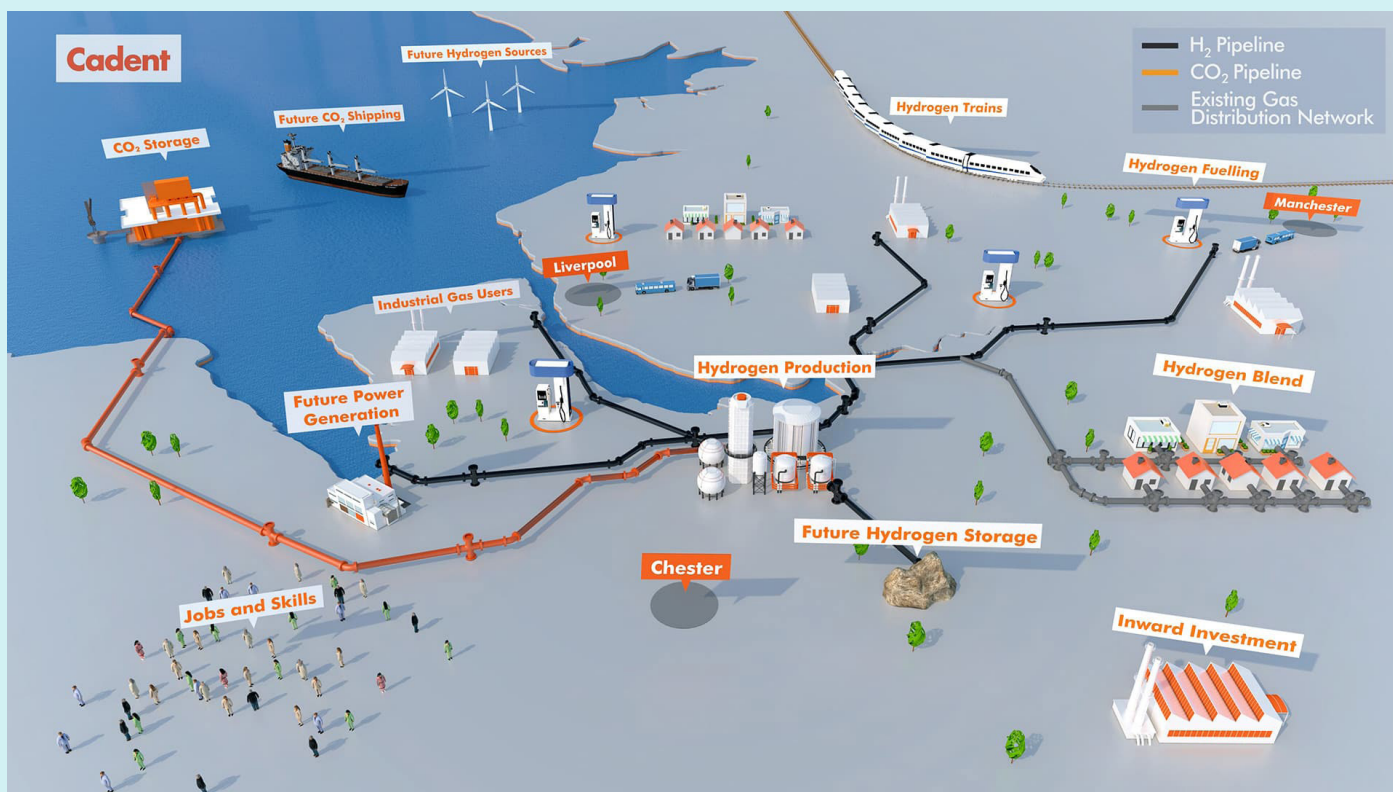 Cadent
Future Hydrogen Sources
H₂ Pipeline
CO₂ Pipeline
Existing Gas
Distribution Network
Future CO₂ Shipping
Hydrogen Trains
CO₂ Storage
Hydrogen Fuelling
Manchester
Liverpool
Industrial Gas Users
Hydrogen Production
Hydrogen Blend
Future Power
Generation
Future Hydrogen Storage
Chester
Jobs and Skills
Inward Investment